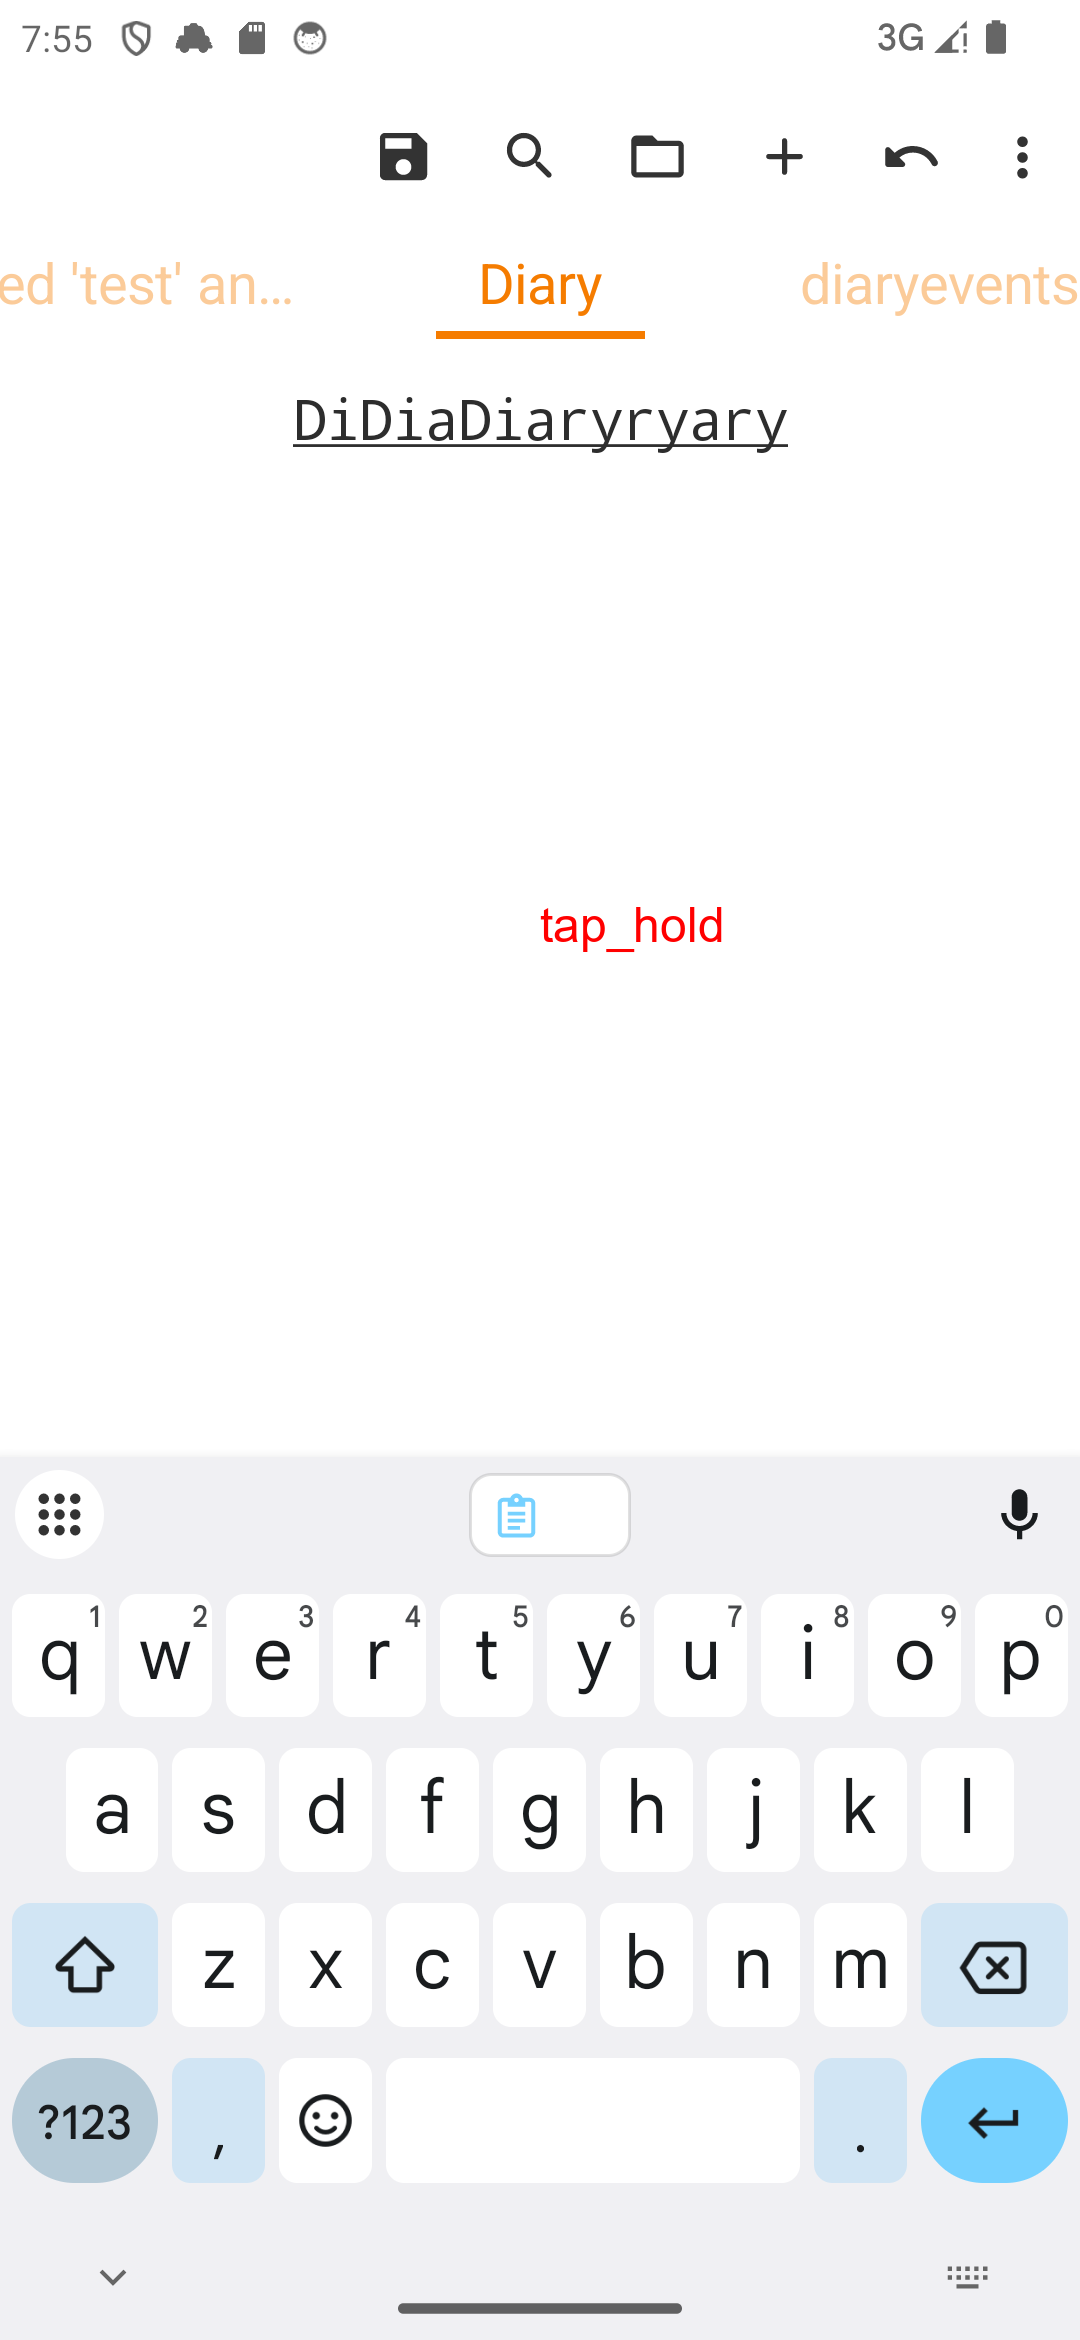 7:55 3G
ed 'test' an... Diary diaryevents
DiDiaDiaryryary
tap_hold
1 2 3 4 5 6 7 8 9 0
q w e r t y u i o p
a s d f g h j k l
z x c v b n m
?123 , .